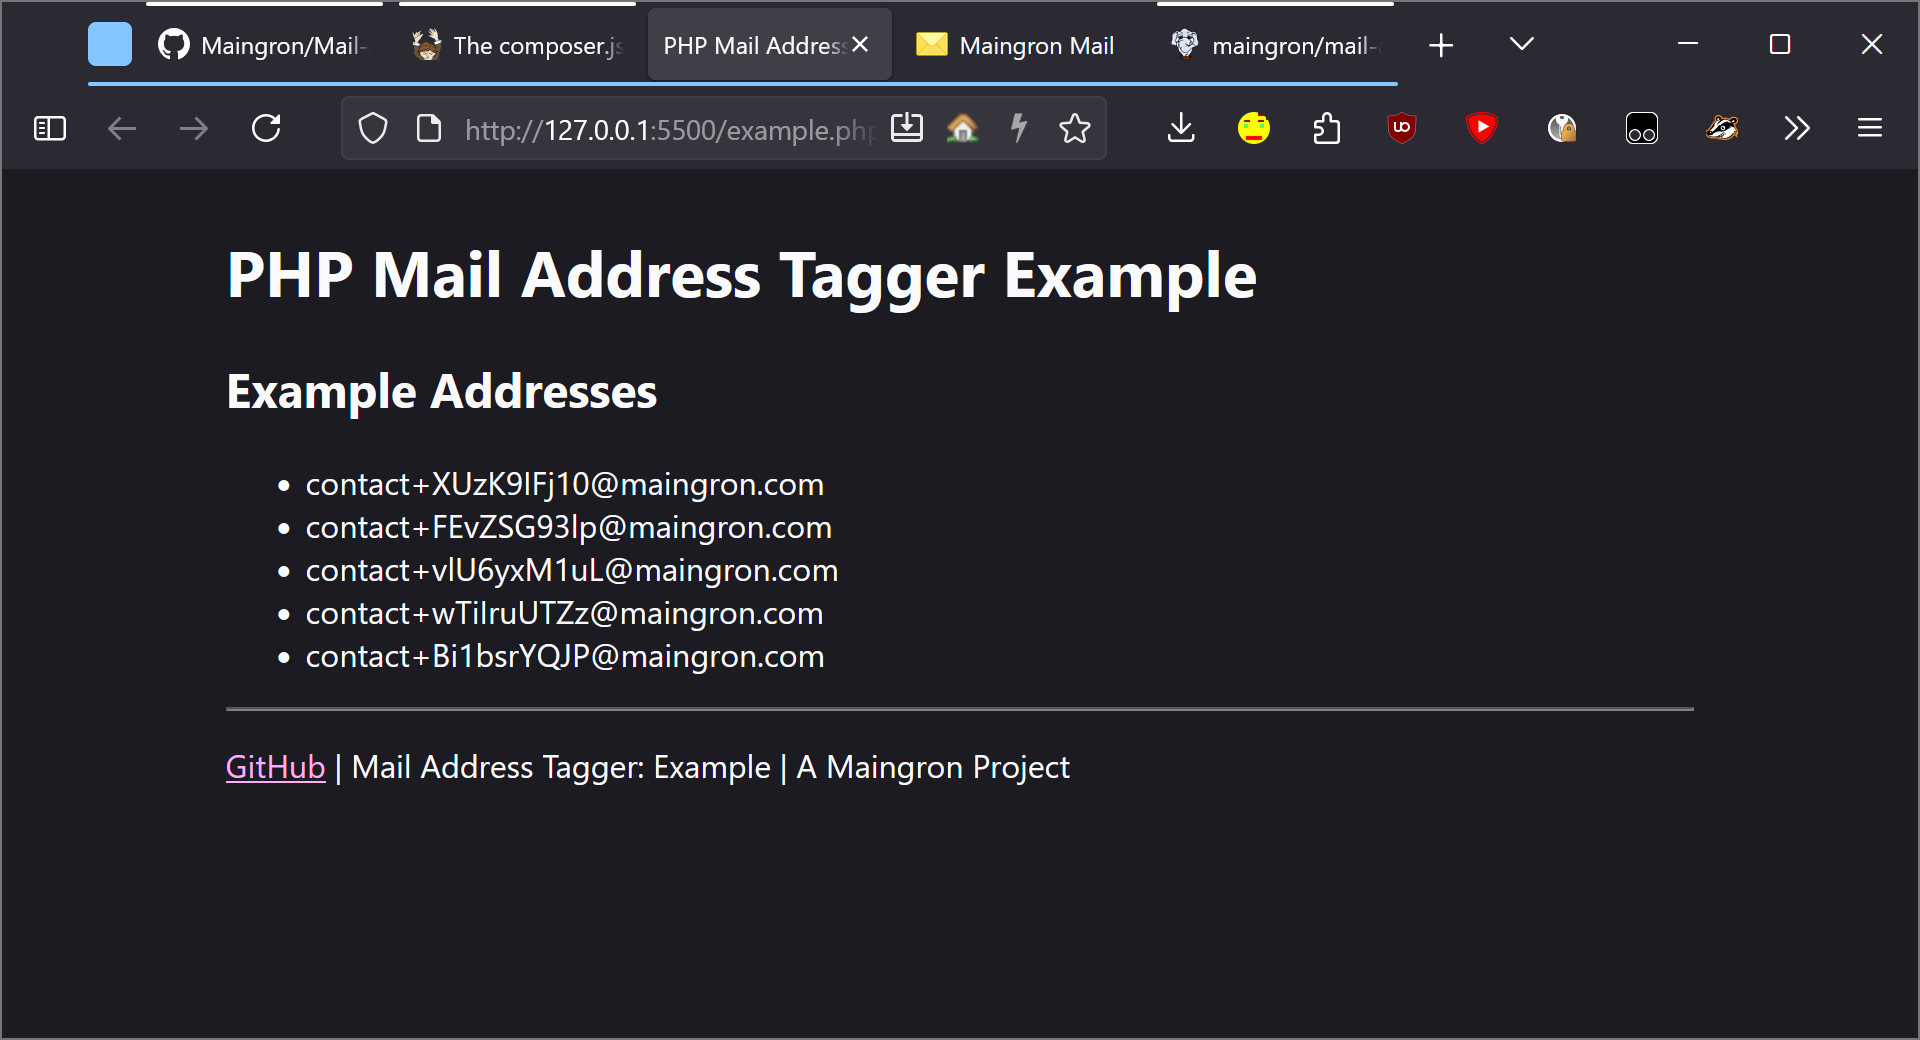 Maingron/Mail-
The composer.js
PHP Mail Address
Maingron Mail
maingron/mail-
http://127.0.0.1:5500/example.php
PHP Mail Address Tagger Example
Example Addresses
contact+XUzK9IFj10@maingron.com
contact+FEvZSG93lp@maingron.com
contact+vlU6yxM1uL@maingron.com
contact+wTiIruUTZz@maingron.com
contact+Bi1bsrYQJP@maingron.com
GitHub | Mail Address Tagger: Example | A Maingron Project